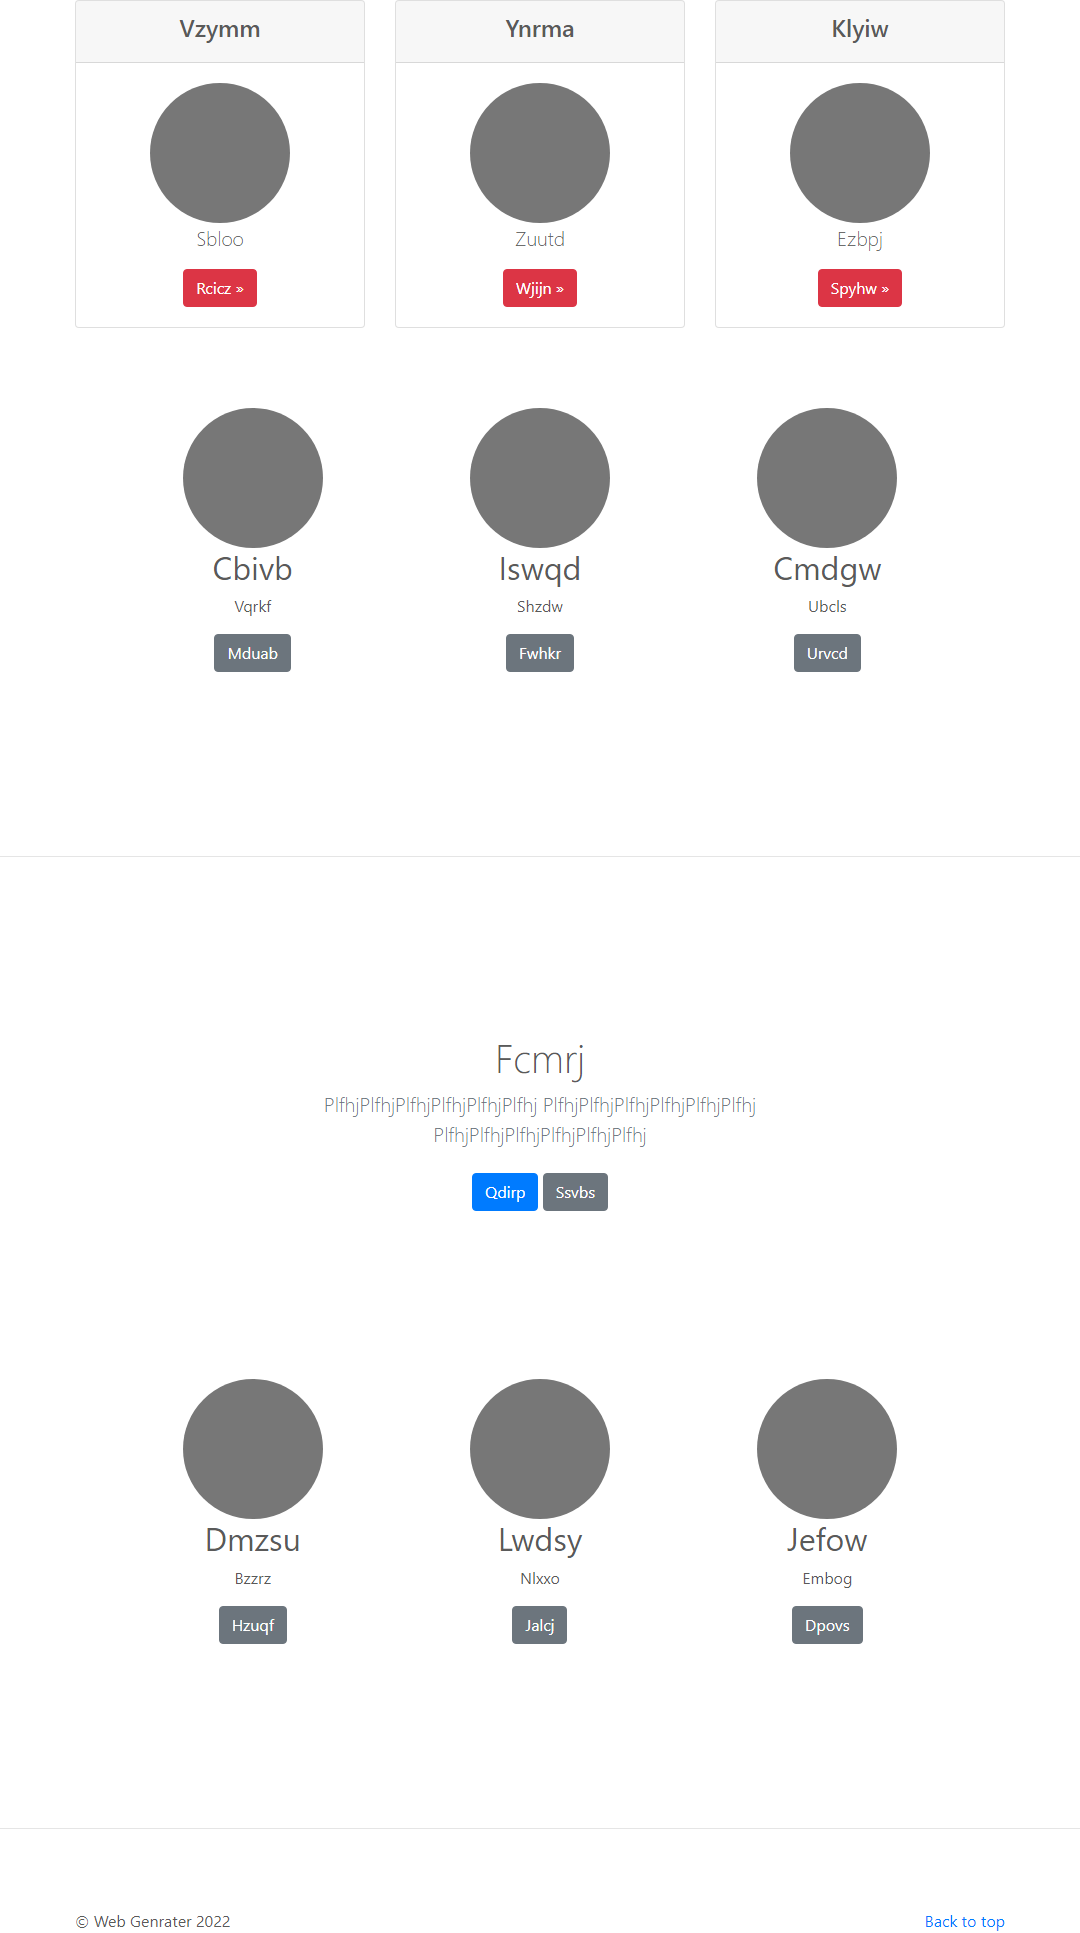 Vzymm
Ynrma
Klyiw
Sbloo
Zuutd
Ezbpj
Rcicz »
Wjijn »
Spyhw »
Cbivb
Iswqd
Cmdgw
Vqrkf
Shzdw
Ubcls
Mduab
Fwhkr
Urvcd
Fcmrj
PlfhjPlfhjPlfhjPlfhjPlfhjPlfhj PlfhjPlfhjPlfhjPlfhjPlfhjPlfhj
PlfhjPlfhjPlfhjPlfhjPlfhjPlfhj
Qdirp Ssvbs
Dmzsu
Lwdsy
Jefow
Bzzrz
Nlxxo
Embog
Hzuqf
Jalcj
Dpovs
© Web Genrater 2022
Back to top